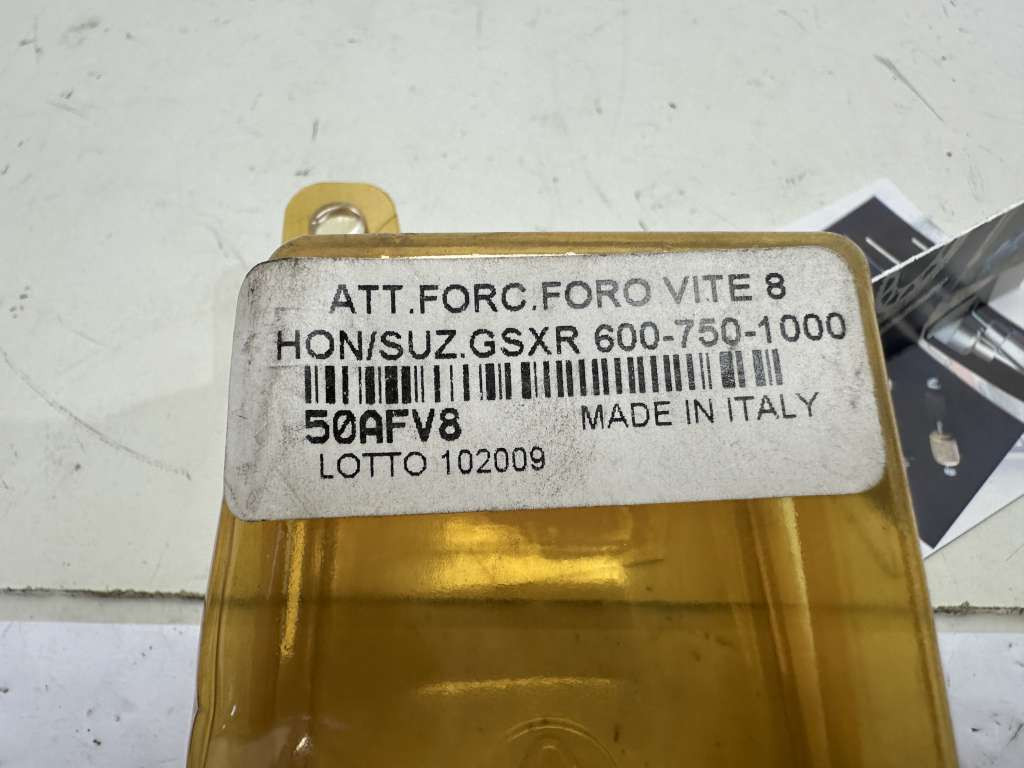 ATT.FORC.FORO VITE 8
HON/SUZ.GSXR 600-750-1000
50AFV8
MADE IN ITALY
LOTTO 102009